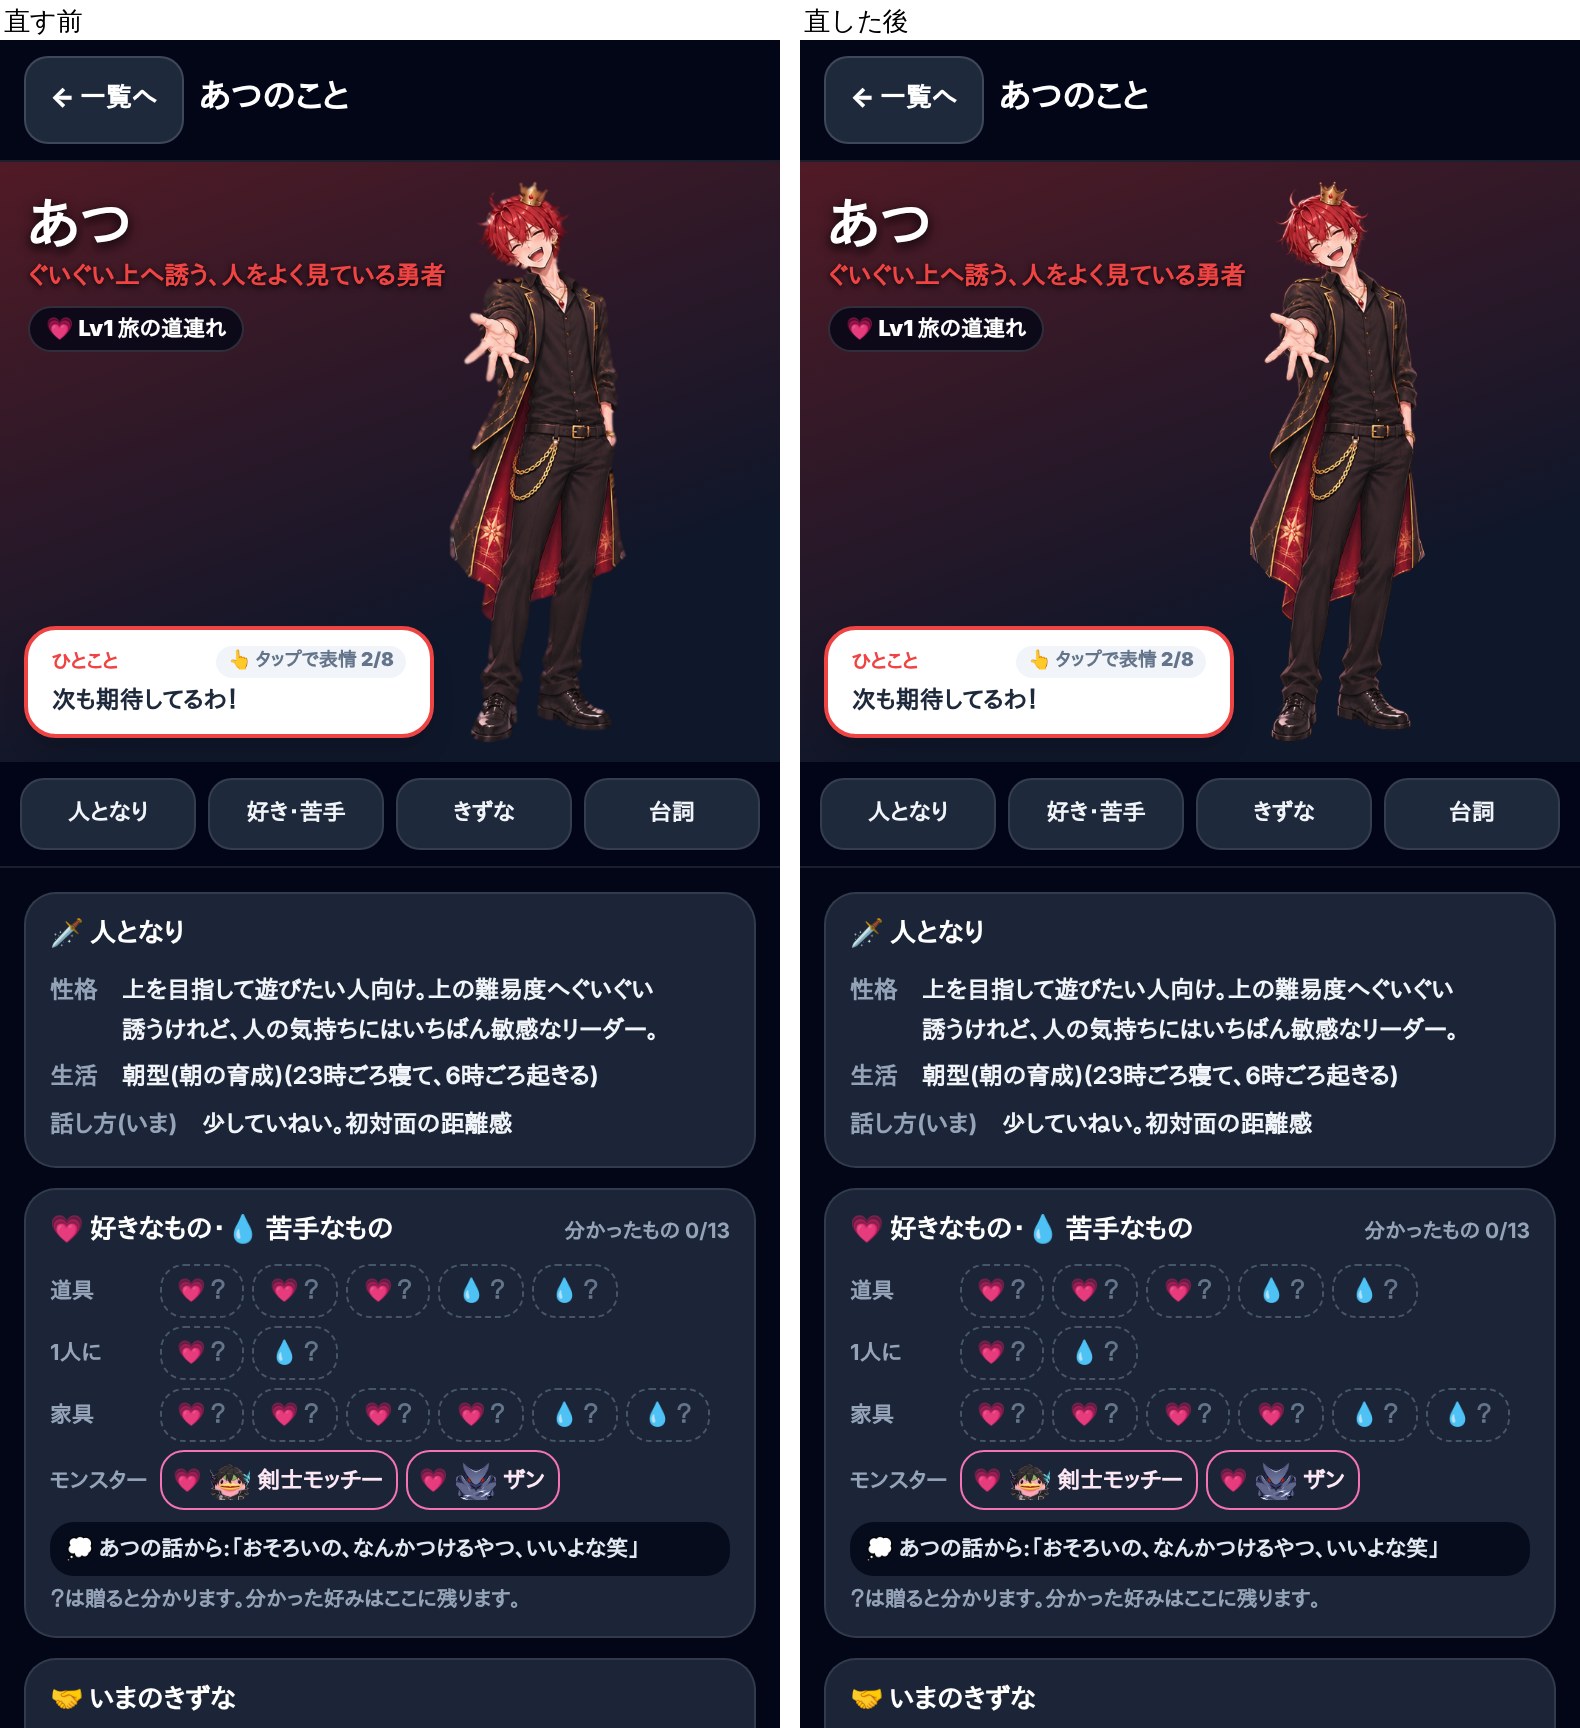 直す前
← 一覧へ
あつのこと
あつ
ぐいぐい上へ誘う、人をよく見ている勇者
Lv1 旅の道連れ
ひとこと
タップで表情 2/8
次も期待してるわ!
人となり
好き・苦手
きずな
台詞
人となり
性格 上を目指して遊びたい人向け。上の難易度へぐいぐい
誘うけれど、人の気持ちにはいちばん敏感なリーダー。
生活 朝型(朝の育成)(23時ごろ寝て、6時ごろ起きる)
話し方(いま) 少していねい。初対面の距離感
好きなもの・ 苦手なもの
分かったもの 0/13
道具 ? ? ? ? ?
1人に ? ?
家具 ? ? ? ? ? ?
モンスター 剣士モッチー ザン
あつの話から:「おそろいの、なんかつけるやつ、いいよな笑」
?は贈ると分かります。分かった好みはここに残ります。
いまのきずな
直した後
← 一覧へ
あつのこと
あつ
ぐいぐい上へ誘う、人をよく見ている勇者
Lv1 旅の道連れ
ひとこと
タップで表情 2/8
次も期待してるわ!
人となり
好き・苦手
きずな
台詞
人となり
性格 上を目指して遊びたい人向け。上の難易度へぐいぐい
誘うけれど、人の気持ちにはいちばん敏感なリーダー。
生活 朝型(朝の育成)(23時ごろ寝て、6時ごろ起きる)
話し方(いま) 少していねい。初対面の距離感
好きなもの・ 苦手なもの
分かったもの 0/13
道具 ? ? ? ? ?
1人に ? ?
家具 ? ? ? ? ? ?
モンスター 剣士モッチー ザン
あつの話から:「おそろいの、なんかつけるやつ、いいよな笑」
?は贈ると分かります。分かった好みはここに残ります。
いまのきずな